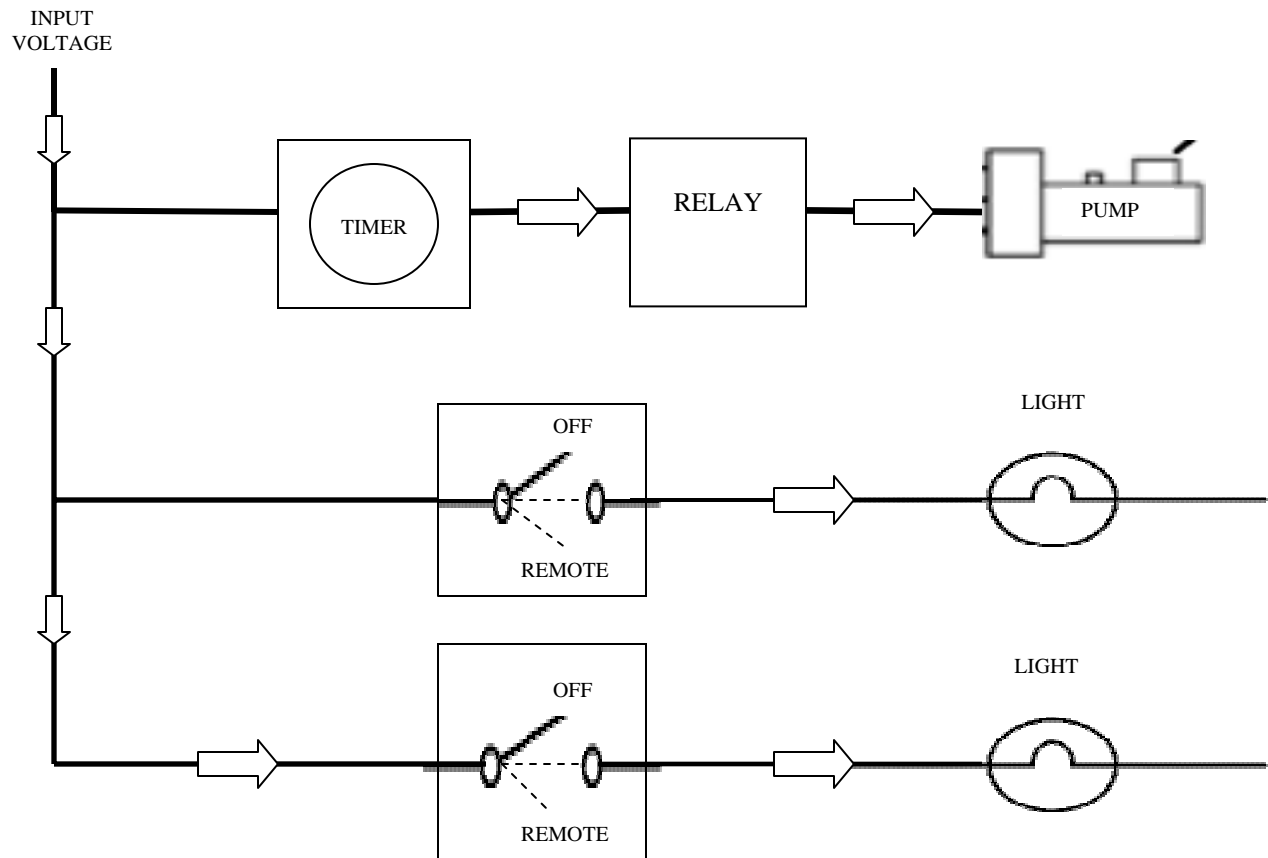 INPUT
VOLTAGE
TIMER
RELAY
PUMP
OFF
REMOTE
LIGHT
OFF
REMOTE
LIGHT